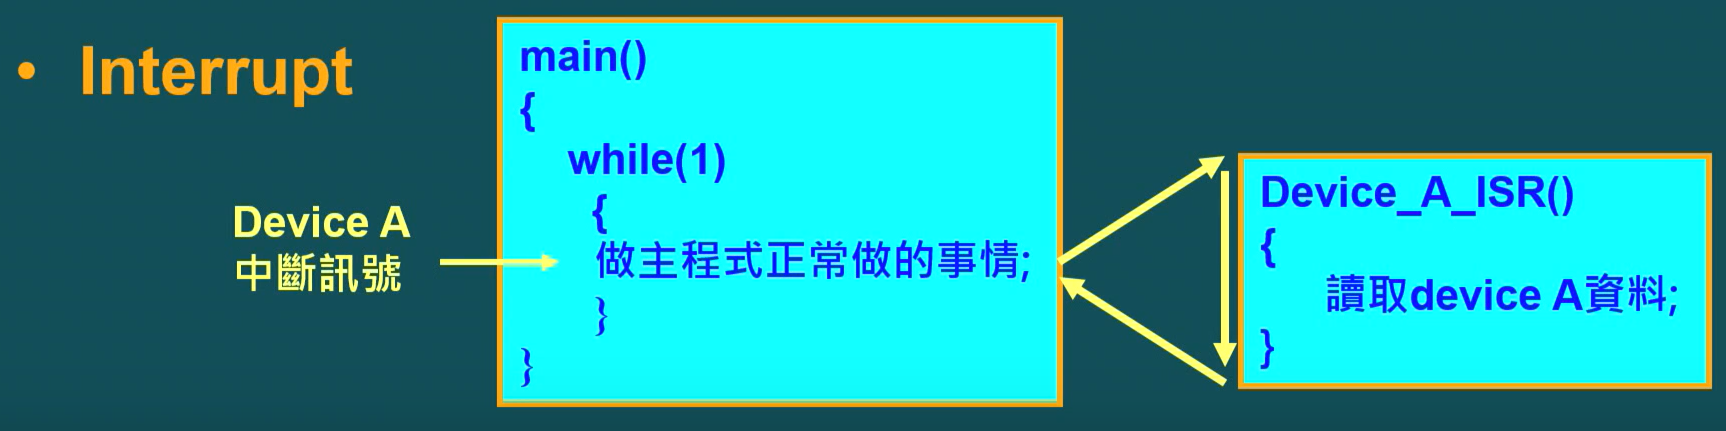 • Interrupt
main()
{
while(1)
{
做主程式正常做的事情;
}
}
Device A
中斷訊號
Device_A_ISR()
{
讀取device A資料;
}